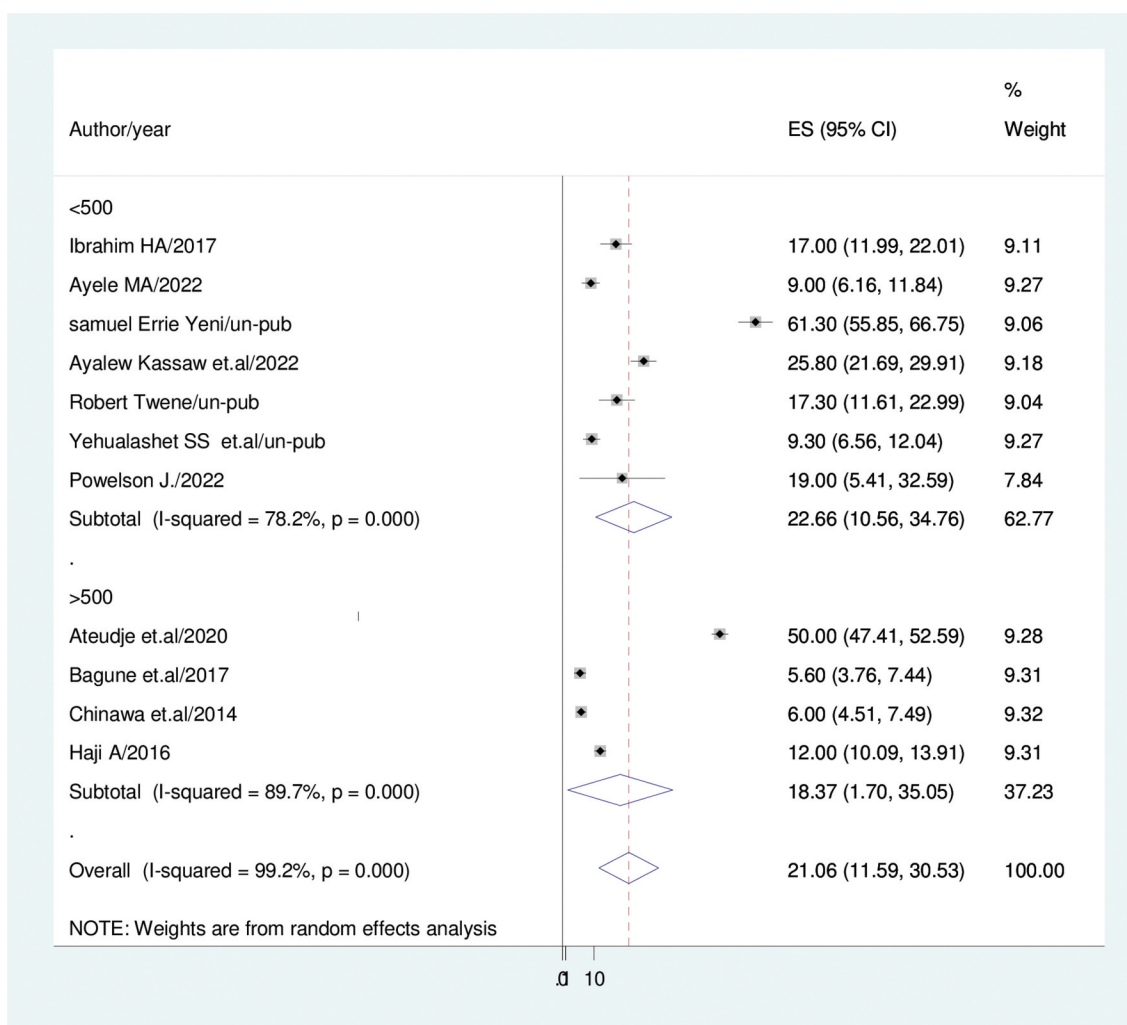 %
Author/year ES (95% CI) Weight
<500
Ibrahim HA/2017 17.00 (11.99, 22.01) 9.11
Ayele MA/2022 9.00 (6.16, 11.84) 9.27
samuel Errie Yeni/un-pub 61.30 (55.85, 66.75) 9.06
Ayalew Kassaw et.al/2022 25.80 (21.69, 29.91) 9.18
Robert Twene/un-pub 17.30 (11.61, 22.99) 9.04
Yehualashet SS et.al/un-pub 9.30 (6.56, 12.04) 9.27
Powelson J./2022 19.00 (5.41, 32.59) 7.84
Subtotal (I-squared = 78.2%, p = 0.000) 22.66 (10.56, 34.76) 62.77
.
>500
Ateudje et.al/2020 50.00 (47.41, 52.59) 9.28
Bagune et.al/2017 5.60 (3.76, 7.44) 9.31
Chinawa et.al/2014 6.00 (4.51, 7.49) 9.32
Haji A/2016 12.00 (10.09, 13.91) 9.31
Subtotal (I-squared = 89.7%, p = 0.000) 18.37 (1.70, 35.05) 37.23
.
Overall (I-squared = 99.2%, p = 0.000) 21.06 (11.59, 30.53) 100.00
NOTE: Weights are from random effects analysis
10